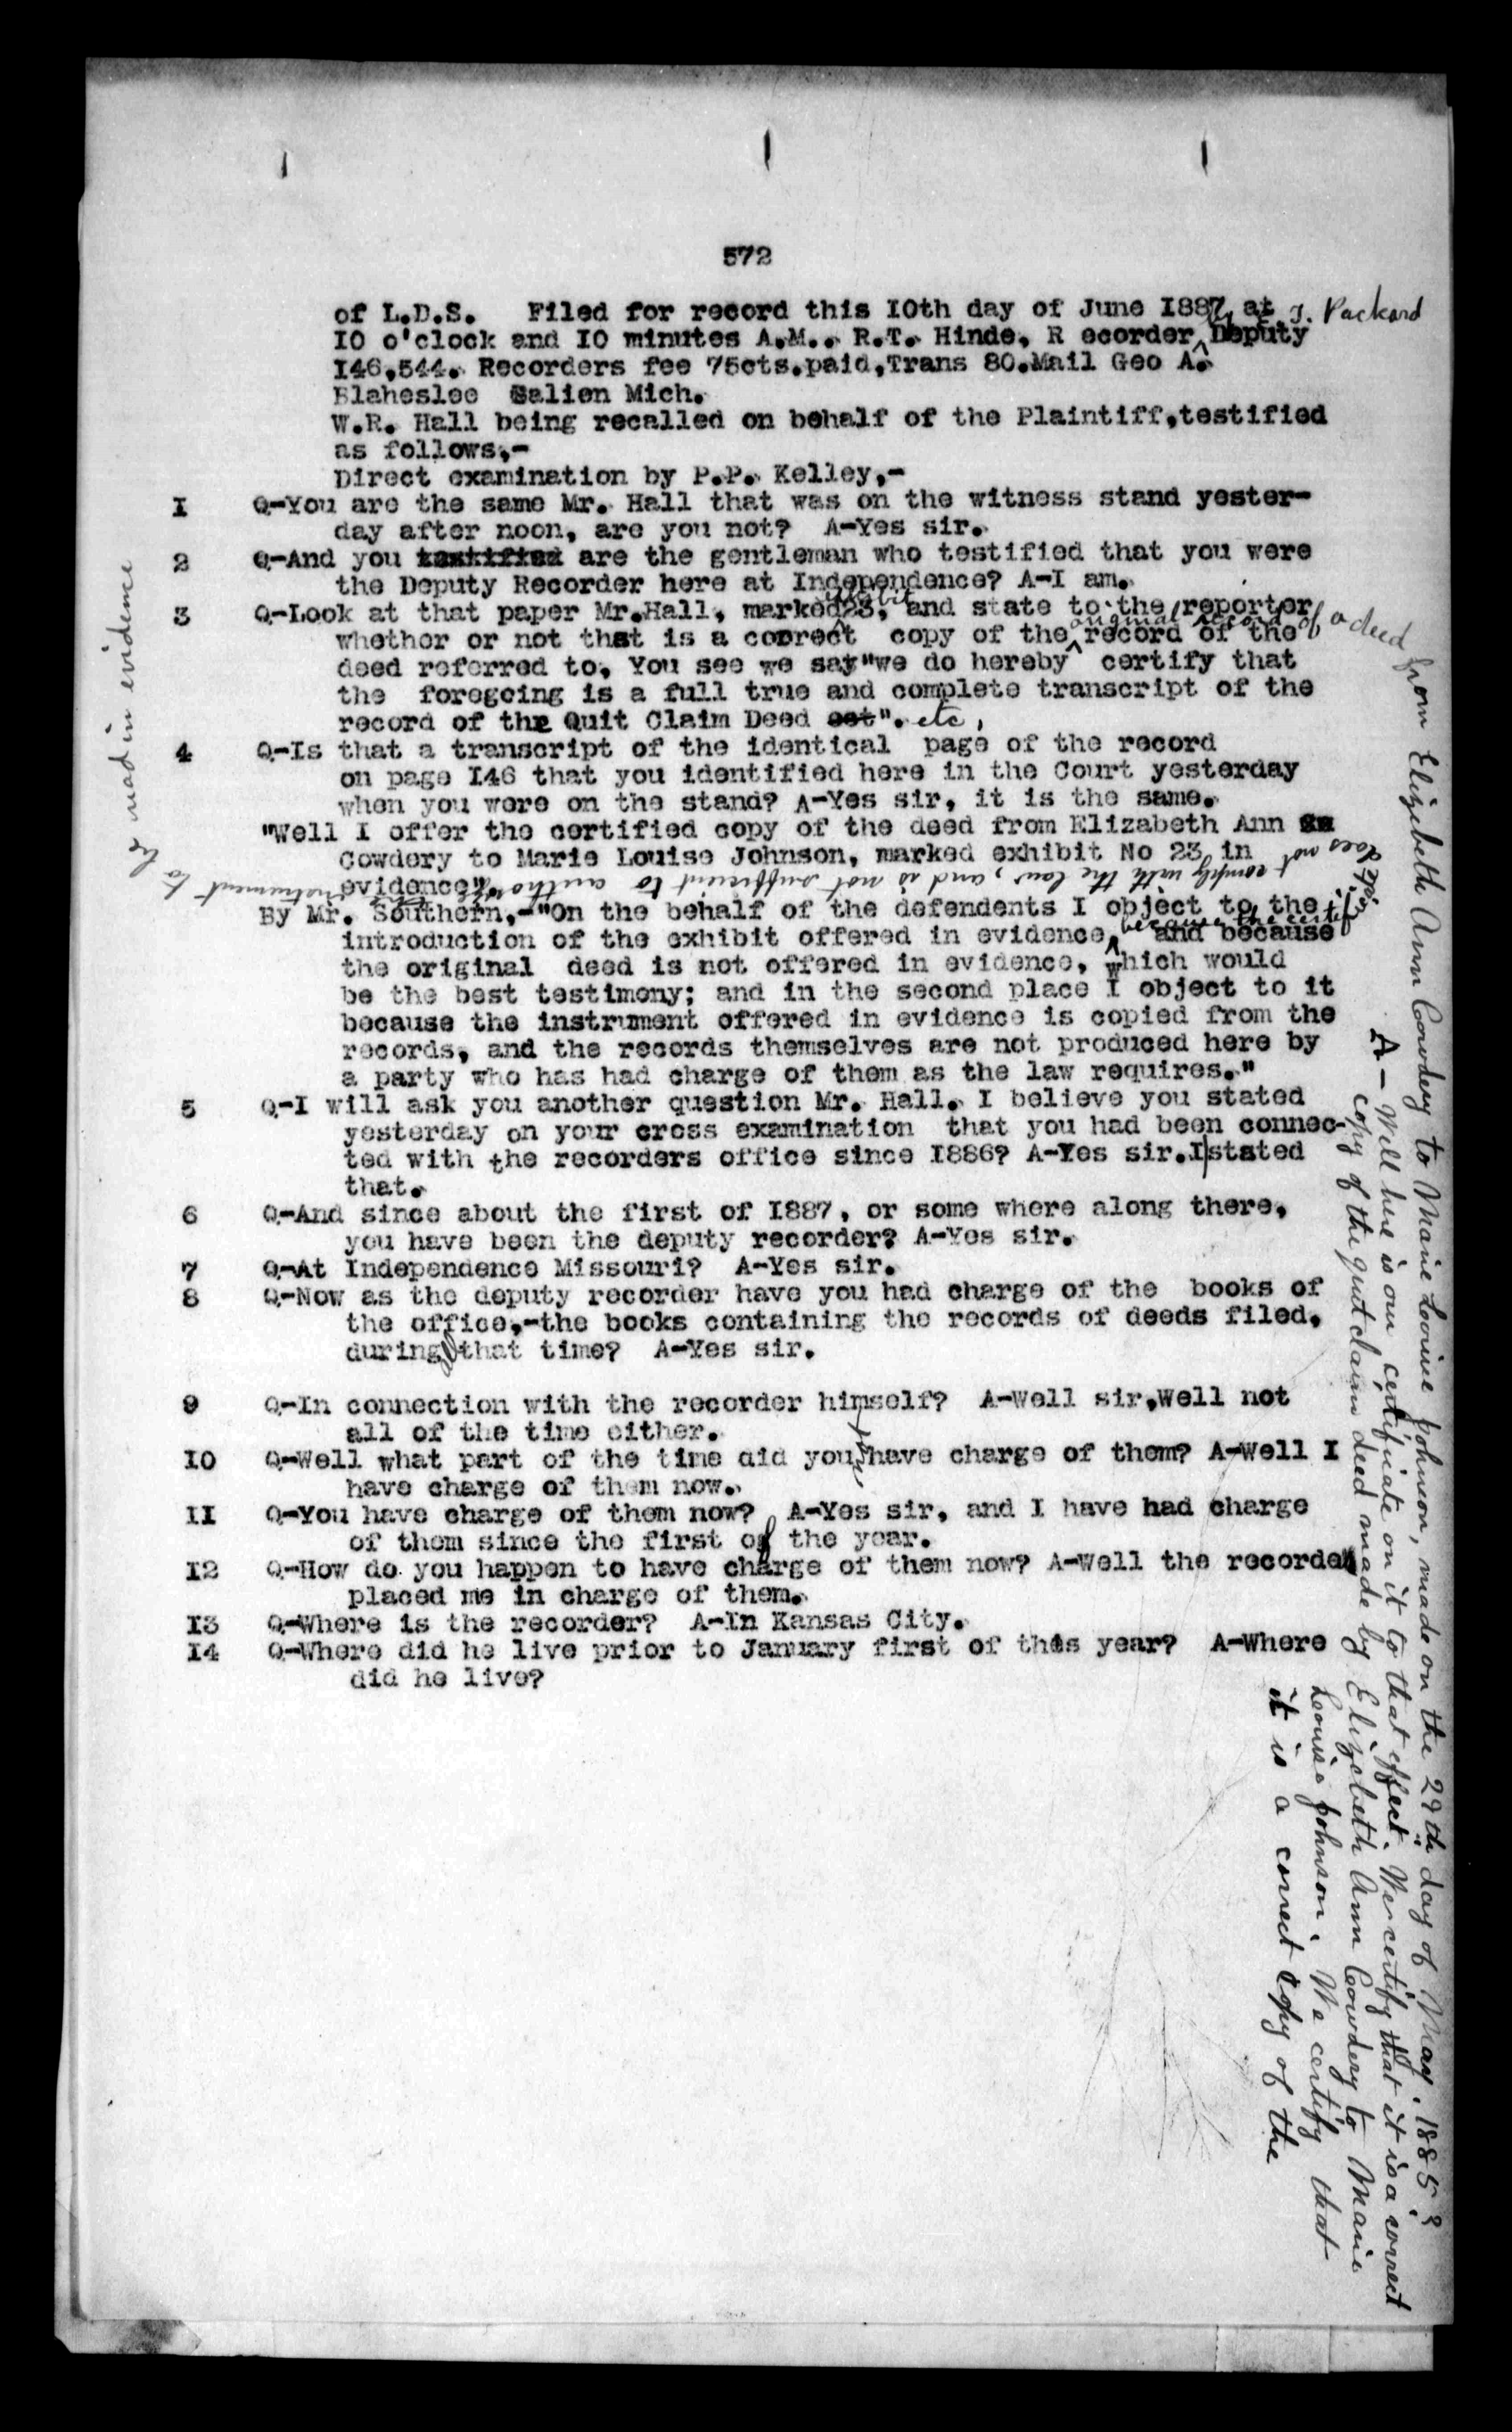 572
of L.D.S. Filed for record this 10th day of June 1887, at
10 o'clock and 10 minutes A.M.. R.T. Hinde, R ecorder, By T. Packard Deputy
146,544. Recorders fee 75cts.paid,Trans 80.Mail Geo A.
Blaheslee Galien Mich.
W.R. Hall being recalled on behalf of the Plaintiff,testified
as follows,-
Direct examination by P.P. Kelley,-
1 Q-You are the same Mr. Hall that was on the witness stand yester-
day after noon, are you not? A-Yes sir.
2 Q-And you testified are the gentleman who testified that you were
the Deputy Recorder here at Independence? A-I am.
3 Q-Look at that paper Mr.Hall, marked exhibit 23, and state to the reporter
whether or not that is a correct copy of the original record of a deed record of the
from Elizabeth Ann Cowdery to Marie Louise Johnson, made on the 29th day of May. 1885?
A- Well here is our certificate on it to that effect. We certify that it is a correct
copy of the quit claim deed made by Elizabeth Ann Cowdery to Marie
Louise Johnson. We certify that
it is a correct copy of the
deed referred to, You see we say"we do hereby certify that
the foregoing is a full true and complete transcript of the
record of the Quit Claim Deed ect". etc,
4 Q-Is that a transcript of the identical page of the record
on page 146 that you identified here in the Court yesterday
when you were on the stand? A-Yes sir, it is the same.
"Well I offer the certified copy of the deed from Elizabeth Ann Sm
Cowdery to Marie Louise Johnson, marked exhibit No 23 in
evidence".
By Mr. Southern,-"On the behalf of the defendents I object to the
introduction of the exhibit offered in evidence, because the certificate
does not comply with the law, and is not sufficient to authorize the instrument to
be read in evidence
and because
the original deed is not offered in evidence, which would
be the best testimony; and in the second place I object to it
because the instrument offered in evidence is copied from the
records, and the records themselves are not produced here by
a party who has had charge of them as the law requires."
5 Q-I will ask you another question Mr. Hall. I believe you stated
yesterday on your cross examination that you had been connec-
ted with the recorders office since 1886? A-Yes sir.I stated
that.
6 Q-And since about the first of 1887, or some where along there,
you have been the deputy recorder? A-Yes sir.
7 Q-At Independence Missouri? A-Yes sir.
8 Q-Now as the deputy recorder have you had charge of the books of
the office,-the books containing the records of deeds filed,
during that time? A-Yes sir.
9 Q-In connection with the recorder himself? A-Well sir,Well not
all of the time either.
10 Q-Well what part of the time did you have charge of them? A-Well I
have charge of them now.
11 Q-You have charge of them now? A-Yes sir, and I have had charge
of them since the first of the year.
12 Q-How do you happen to have charge of them now? A-Well the recorder
placed me in charge of them.
13 Q-Where is the recorder? A-In Kansas City.
14 Q-Where did he live prior to January first of this year? A-Where
did he live?